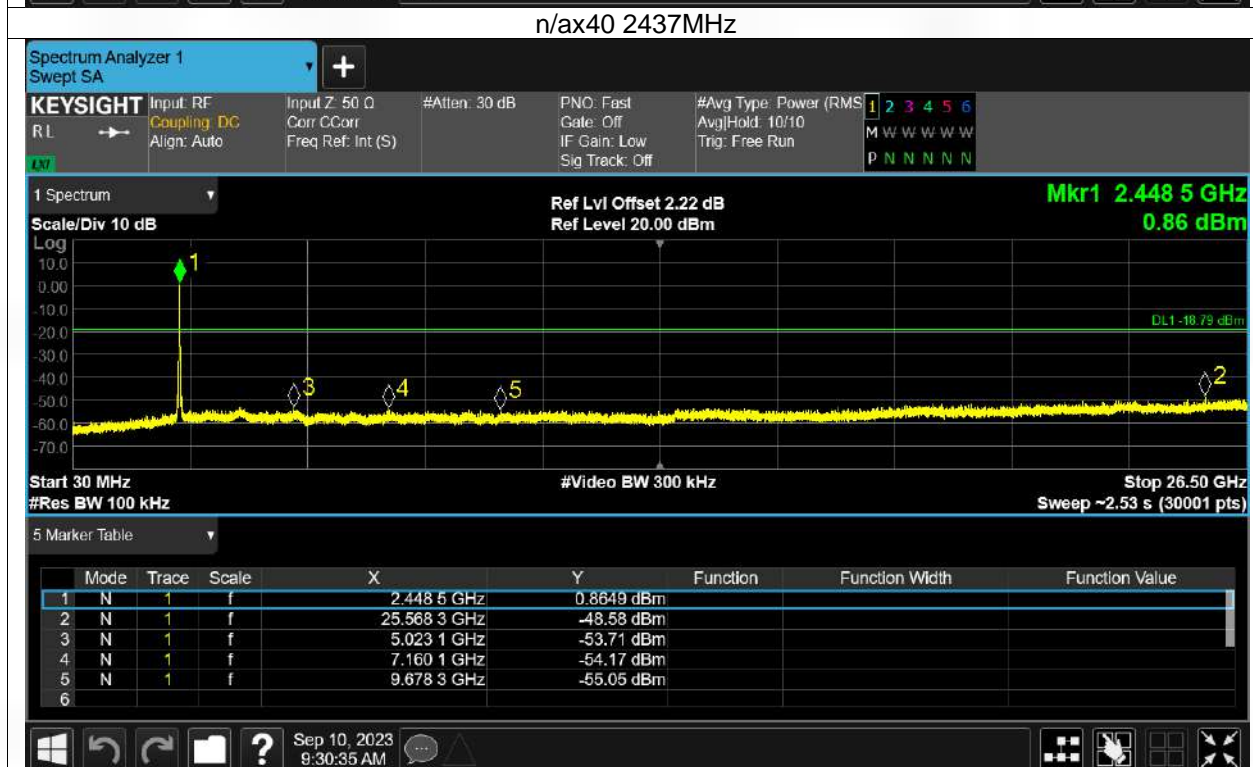 n/ax40 2437MHz
Spectrum Analyzer 1
Swept SA
+
KEYSIGHT
RL
LXI
Input: RF
Coupling: DC
Align: Auto
Input Z: 50 Ω
Corr CCorr
Freq Ref: Int (S)
#Atten: 30 dB
PNO: Fast
Gate: Off
IF Gain: Low
Sig Track: Off
#Avg Type: Power (RMS
Avg|Hold: 10/10
Trig: Free Run
1 2 3 4 5 6
M W W W W W
P N N N N N
1 Spectrum
Scale/Div 10 dB
Ref Lvl Offset 2.22 dB
Ref Level 20.00 dBm
Mkr1 2.448 5 GHz
0.86 dBm
Log
10.0
0.00
-10.0
-20.0
-30.0
-40.0
-50.0
-60.0
-70.0
1
3
4
5
2
DL1 -18.79 dBm
Start 30 MHz
#Res BW 100 kHz
#Video BW 300 kHz
Stop 26.50 GHz
Sweep ~2.53 s (30001 pts)
5 Marker Table
Mode Trace Scale X Y Function Function Width Function Value
1 N 1 f 2.448 5 GHz 0.8649 dBm
2 N 1 f 25.568 3 GHz -48.58 dBm
3 N 1 f 5.023 1 GHz -53.71 dBm
4 N 1 f 7.160 1 GHz -54.17 dBm
5 N 1 f 9.678 3 GHz -55.05 dBm
6
?
Sep 10, 2023
9:30:35 AM